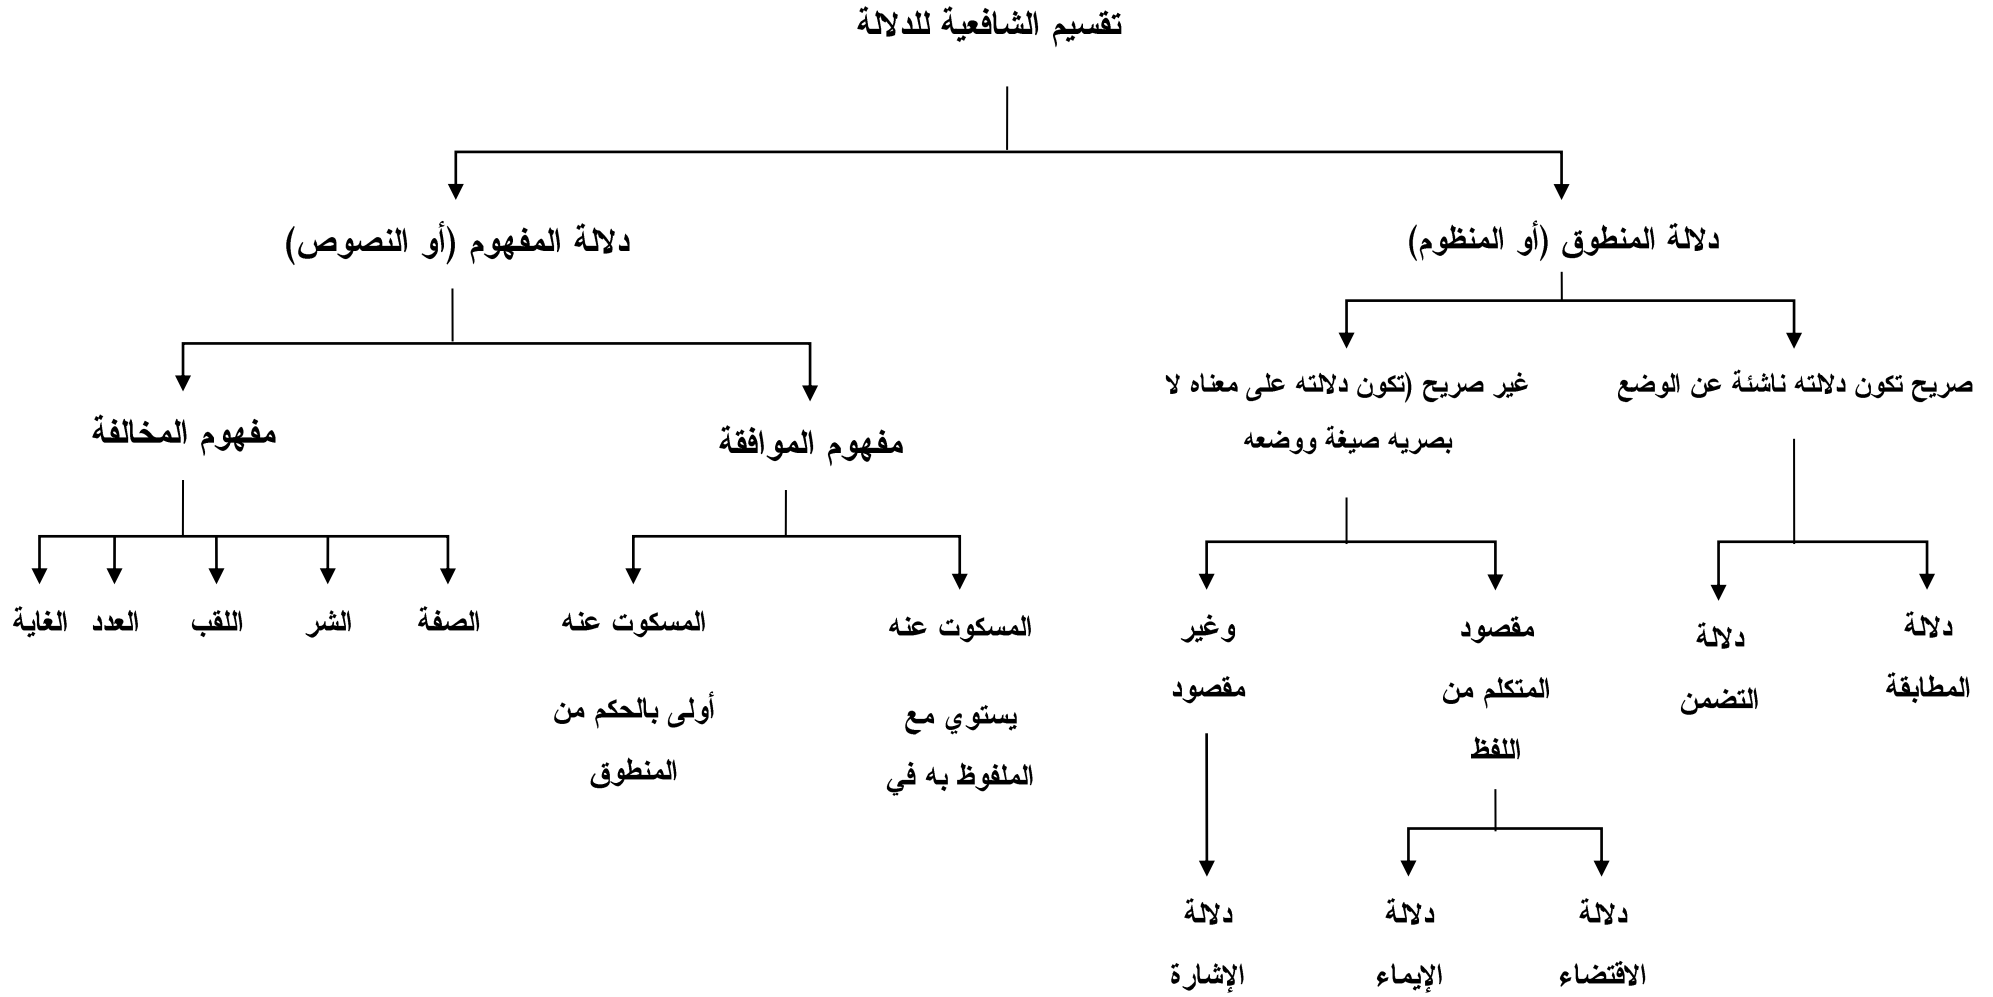 تقسيم الشافعية للدلالة
دلالة المنطوق (أو المنظوم)
دلالة المفهوم (أو النصوص)
صريح تكون دلالته ناشئة عن الوضع
غير صريح (تكون دلالته على معناه لا
بصريه صيغة ووضعه
مفهوم الموافقة
مفهوم المخالفة
دلالة
المطابقة
دلالة
التضمن
مقصود
المتكلم من
اللفظ
وغير
مقصود
المسكوت عنه
يستوي مع
الملفوظ به في
المسكوت عنه
أولى بالحكم من
المنطوق
الصفة
الشر
اللقب
العدد
الغاية
دلالة
الاقتضاء
دلالة
الإيماء
دلالة
الإشارة